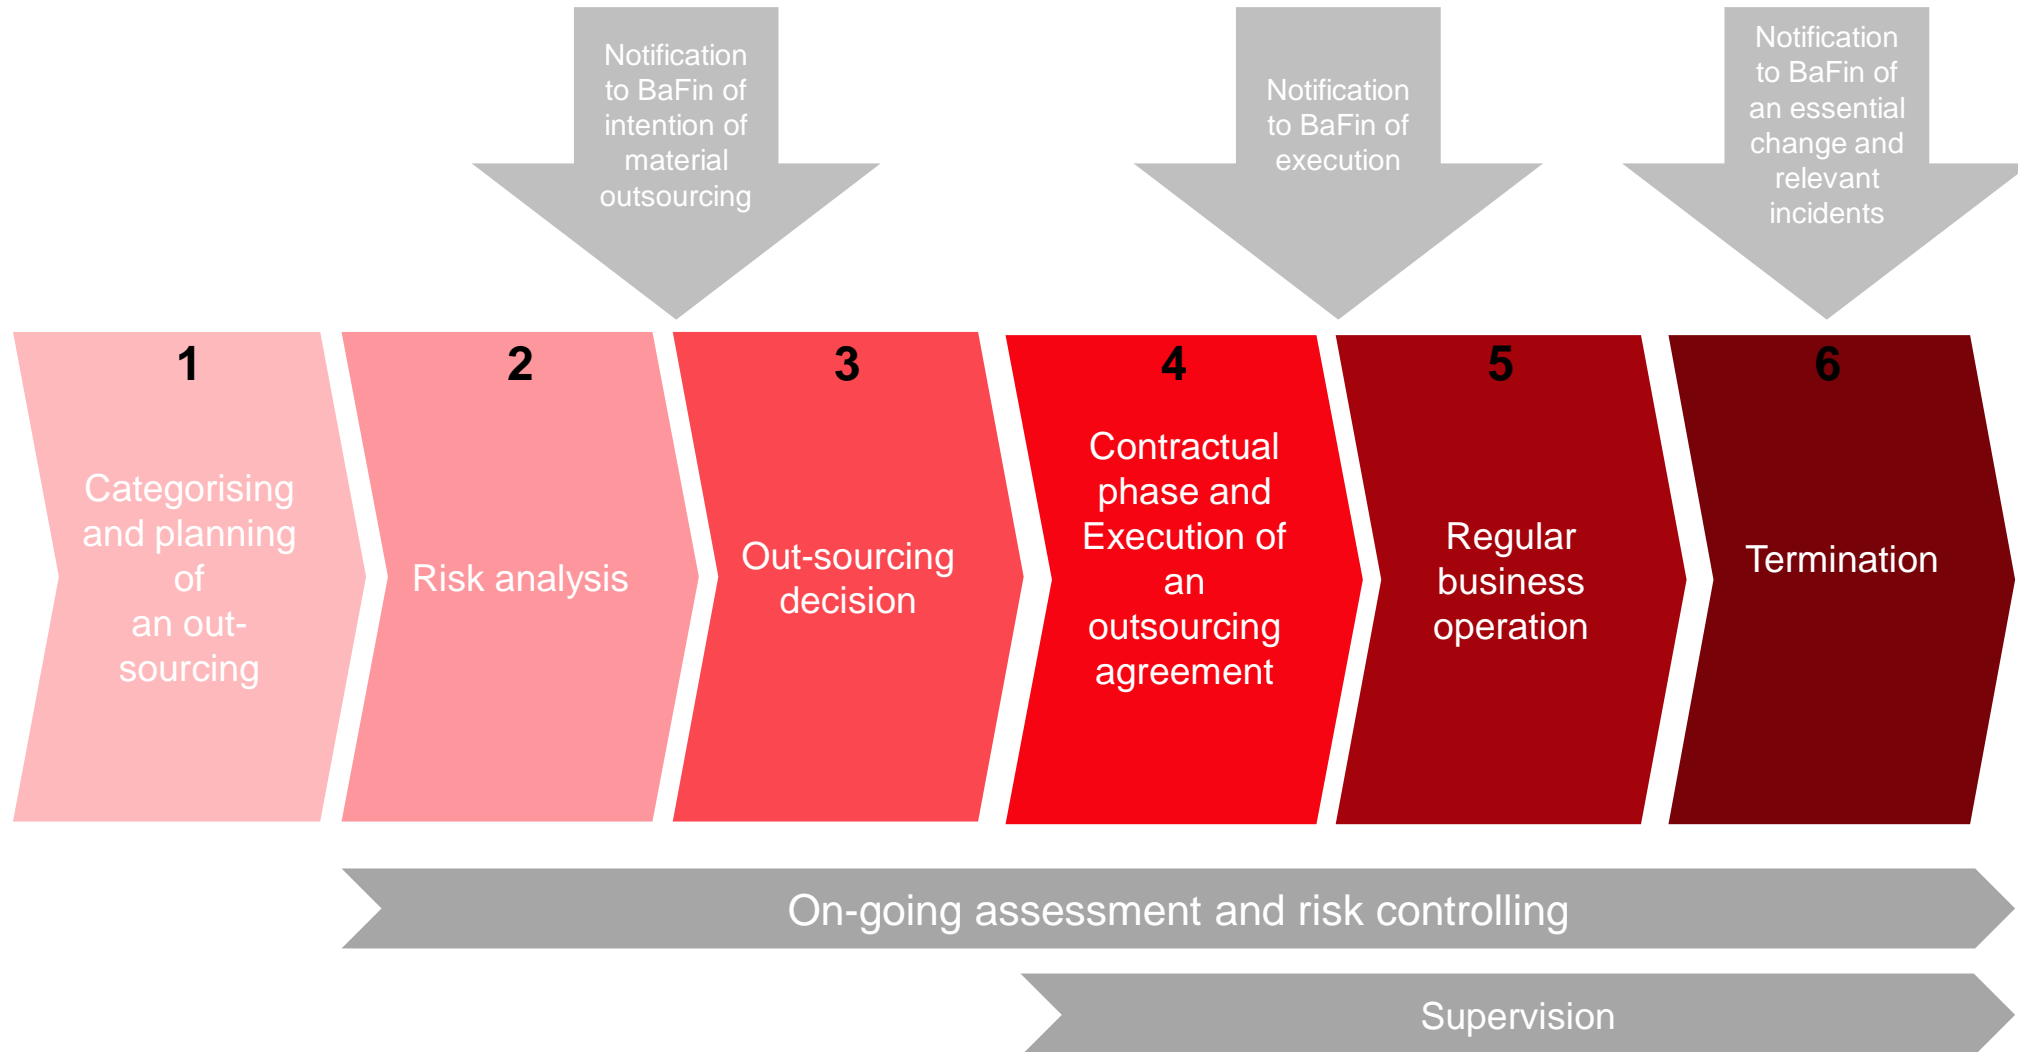 Notification
to BaFin of
intention of
material
outsourcing
Notification
to BaFin of
execution
Notification
to BaFin of
an essential
change and
relevant
incidents
1
Categorising
and planning
of
an out-
sourcing
2
Risk analysis
3
Out-sourcing
decision
4
Contractual
phase and
Execution of
an
outsourcing
agreement
5
Regular
business
operation
6
Termination
On-going assessment and risk controlling
Supervision